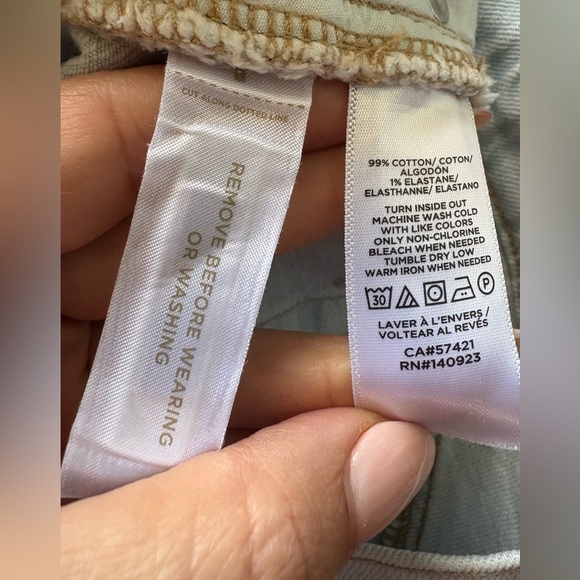 CUT ALONG DOTTED LINE
REMOVE BEFORE WEARING
OR WASHING
99% COTTON/ COTON/
ALGODÓN
1% ELASTANE/
ELASTHANNE/ ELASTANO
TURN INSIDE OUT
MACHINE WASH COLD
WITH LIKE COLORS
ONLY NON-CHLORINE
BLEACH WHEN NEEDED
TUMBLE DRY LOW
WARM IRON WHEN NEEDED
30 P
LAVER À L'ENVERS/
VOLTEAR AL REVÉS
CA#57421
RN#140923